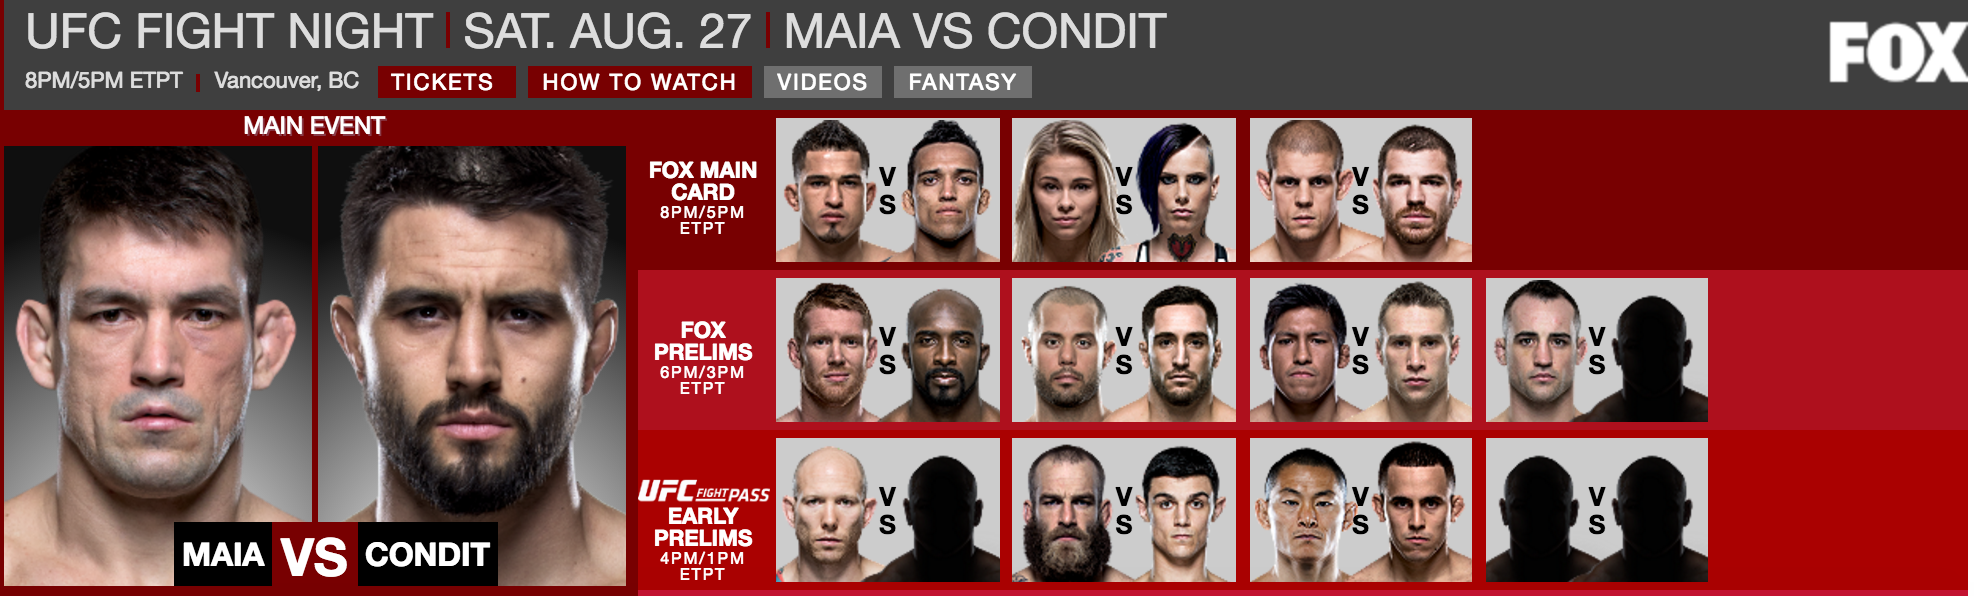 UFC FIGHT NIGHT | SAT. AUG. 27 | MAIA VS CONDIT
8PM/5PM ETPT | Vancouver, BC TICKETS HOW TO WATCH VIDEOS FANTASY
FOX
MAIN EVENT
MAIA VS CONDIT
FOX MAIN
CARD
8PM/5PM
ETPT
VS
VS
VS
FOX
PRELIMS
6PM/3PM
ETPT
VS
VS
VS
VS
UFC FIGHT PASS
EARLY
PRELIMS
4PM/1PM
ETPT
VS
VS
VS
VS